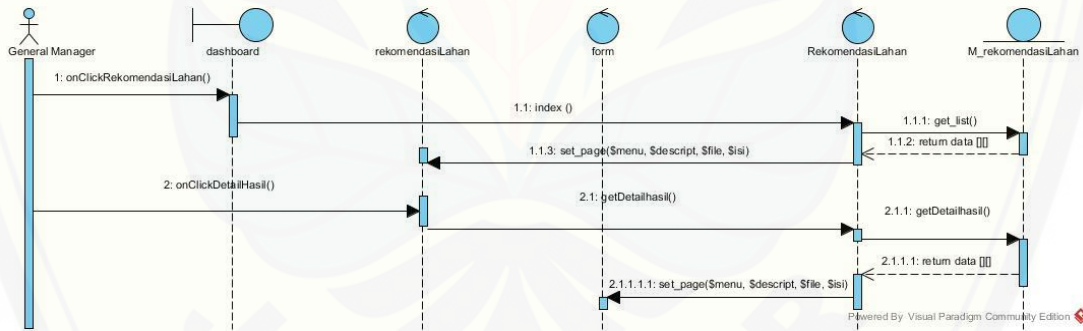 General Manager
dashboard
rekomendasiLahan
form
RekomendasiLahan
M_rekomendasiLahan
1: onClickRekomendasiLahan()
1.1: index ()
1.1.1: get_list()
1.1.2: return data [][]
1.1.3: set_page($menu, $descript, $file, $isi)
2: onClickDetailHasil()
2.1: getDetailhasil()
2.1.1: getDetailhasil()
2.1.1.1: return data [][]
2.1.1.1.1: set_page($menu, $descript, $file, $isi)
Powered By Visual Paradigm Community Edition